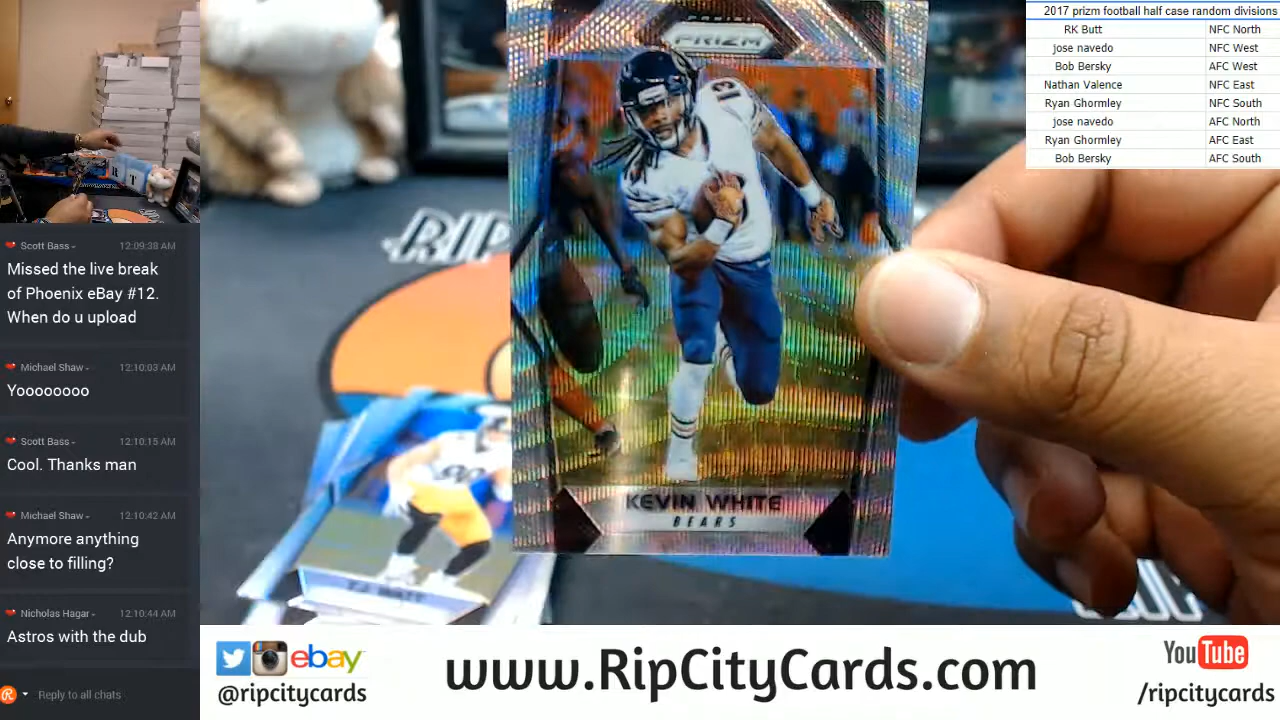 Scott Bass 12:09:38 AM
Missed the live break
of Phoenix eBay #12.
When do u upload
Michael Shaw 12:10:03 AM
Yoooooooo
Scott Bass 12:10:15 AM
Cool. Thanks man
Michael Shaw 12:10:42 AM
Anymore anything
close to filling?
Nicholas Hagar 12:10:44 AM
Astros with the dub
Reply to all chats
PANINI
PRIZM
13
KEVIN WHITE
BEARS
RIP
90
T.J. WATT
2017 prizm football half case random divisions
RK Butt NFC North
jose navedo NFC West
Bob Bersky AFC West
Nathan Valence NFC East
Ryan Ghormley NFC South
jose navedo AFC North
Ryan Ghormley AFC East
Bob Bersky AFC South
ebay
@ripcitycards
www.RipCityCards.com
YouTube
/ripcitycards